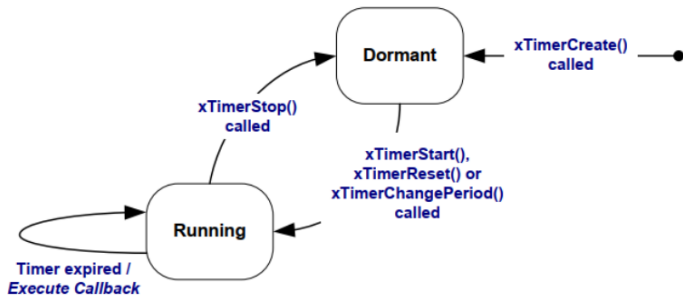 Dormant
xTimerCreate()
called
xTimerStop()
called
xTimerStart(),
xTimerReset() or
xTimerChangePeriod()
called
Running
Timer expired /
Execute Callback